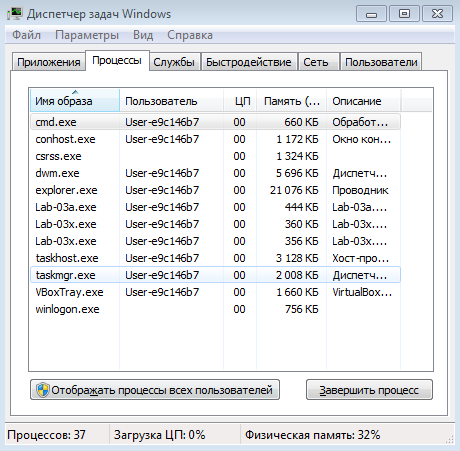 Диспетчер задач Windows
Файл Параметры Вид Справка
Приложения Процессы Службы Быстродействие Сеть Пользователи
Имя образа Пользователь ЦП Память (... Описание
cmd.exe User-e9c146b7 00 660 КБ Обработ...
conhost.exe User-e9c146b7 00 1 172 КБ Окно кон...
csrss.exe 00 1 324 КБ
dwm.exe User-e9c146b7 00 5 696 КБ Диспетч...
explorer.exe User-e9c146b7 00 21 076 КБ Проводник
Lab-03a.exe User-e9c146b7 00 444 КБ Lab-03a....
Lab-03x.exe User-e9c146b7 00 360 КБ Lab-03x....
Lab-03x.exe User-e9c146b7 00 356 КБ Lab-03x....
taskhost.exe User-e9c146b7 00 3 128 КБ Хост-про...
taskmgr.exe User-e9c146b7 00 2 008 КБ Диспетч...
VBoxTray.exe User-e9c146b7 00 1 660 КБ VirtualBox...
winlogon.exe 00 756 КБ
Отображать процессы всех пользователей Завершить процесс
Процессов: 37 Загрузка ЦП: 0% Физическая память: 32%